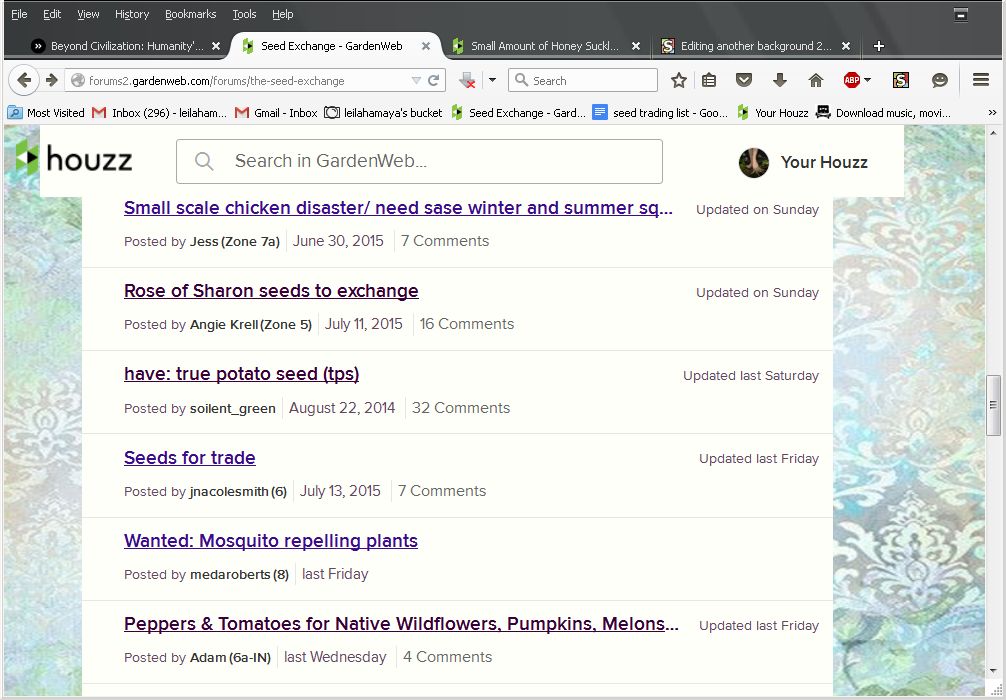 File Edit View History Bookmarks Tools Help
Beyond Civilization: Humanity'... Seed Exchange - GardenWeb Small Amount of Honey Suckl... Editing another background 2...
forums2.gardenweb.com/forums/the-seed-exchange Search ABP
Most Visited Inbox (296) - leilaham... Gmail - Inbox leilahamaya's bucket Seed Exchange - Gard... seed trading list - Goo... Your Houzz Download music, movi...
houzz Search in GardenWeb... Your Houzz
Small scale chicken disaster/ need sase winter and summer sq... Updated on Sunday
Posted by Jess (Zone 7a) June 30, 2015 7 Comments
Rose of Sharon seeds to exchange Updated on Sunday
Posted by Angie Krell (Zone 5) July 11, 2015 16 Comments
have: true potato seed (tps) Updated last Saturday
Posted by soilent_green August 22, 2014 32 Comments
Seeds for trade Updated last Friday
Posted by jnacolesmith (6) July 13, 2015 7 Comments
Wanted: Mosquito repelling plants
Posted by medaroberts (8) last Friday
Peppers & Tomatoes for Native Wildflowers, Pumpkins, Melons... Updated last Friday
Posted by Adam (6a-IN) last Wednesday 4 Comments